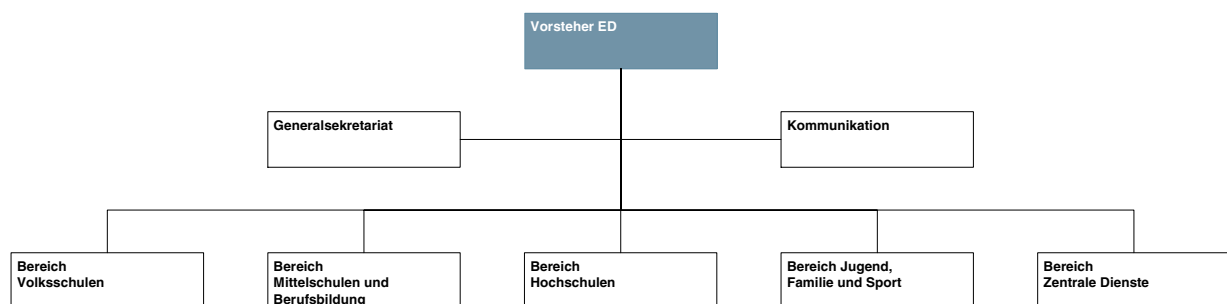 Vorsteher ED
Generalsekretariat
Kommunikation
Bereich
Volksschulen
Bereich
Mittelschulen und
Berufsbildung
Bereich
Hochschulen
Bereich Jugend,
Familie und Sport
Bereich
Zentrale Dienste